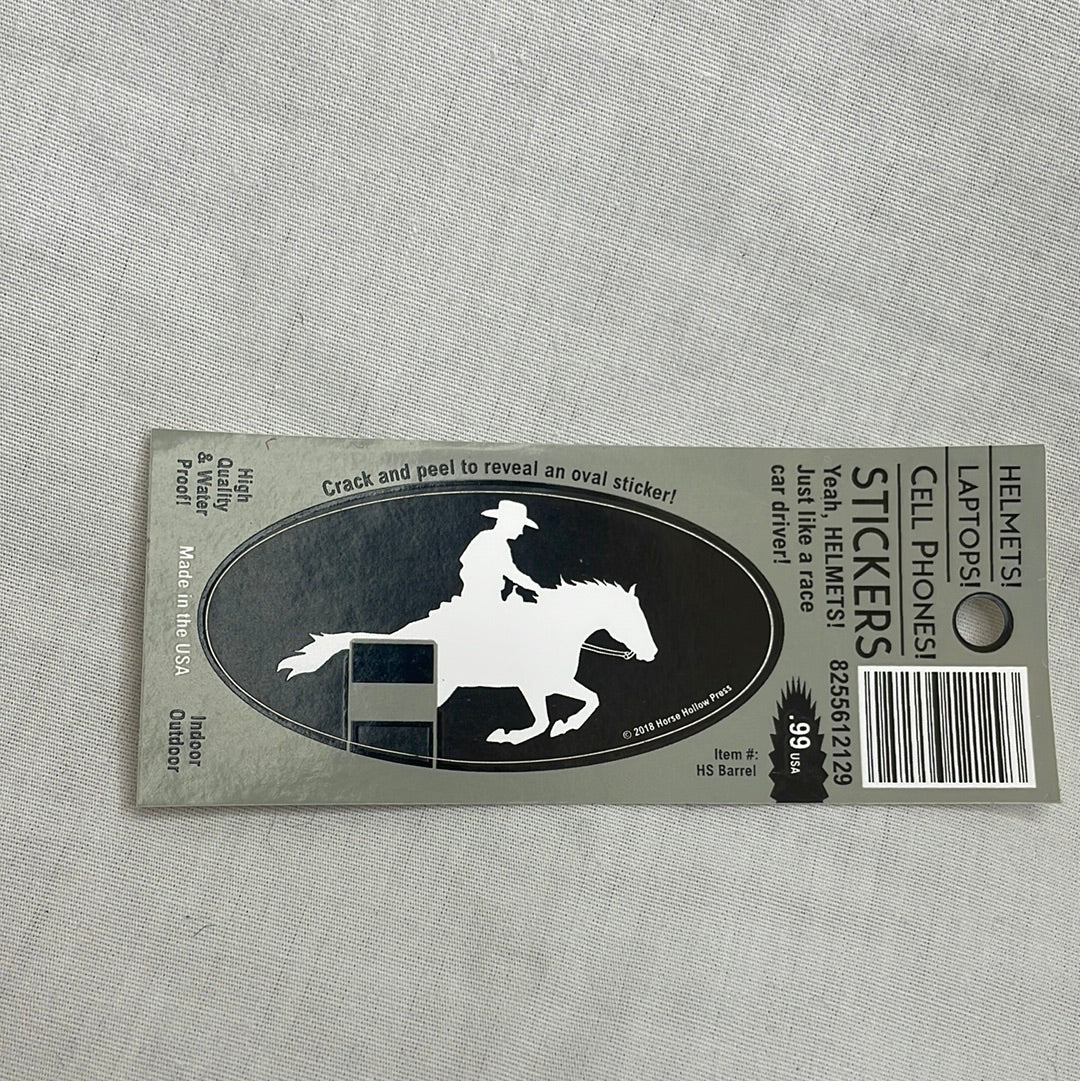 HELMETS!
LAPTOPS!
CELL PHONES!
STICKERS
Yeah, HELMETS!
Just like a race
car driver!
8255612129
.99 USA
Crack and peel to reveal an oval sticker!
© 2018 Horse Hollow Press
Item #:
HS Barrel
High
Quality
& Water
Proof!
Made in the USA
Indoor
Outdoor